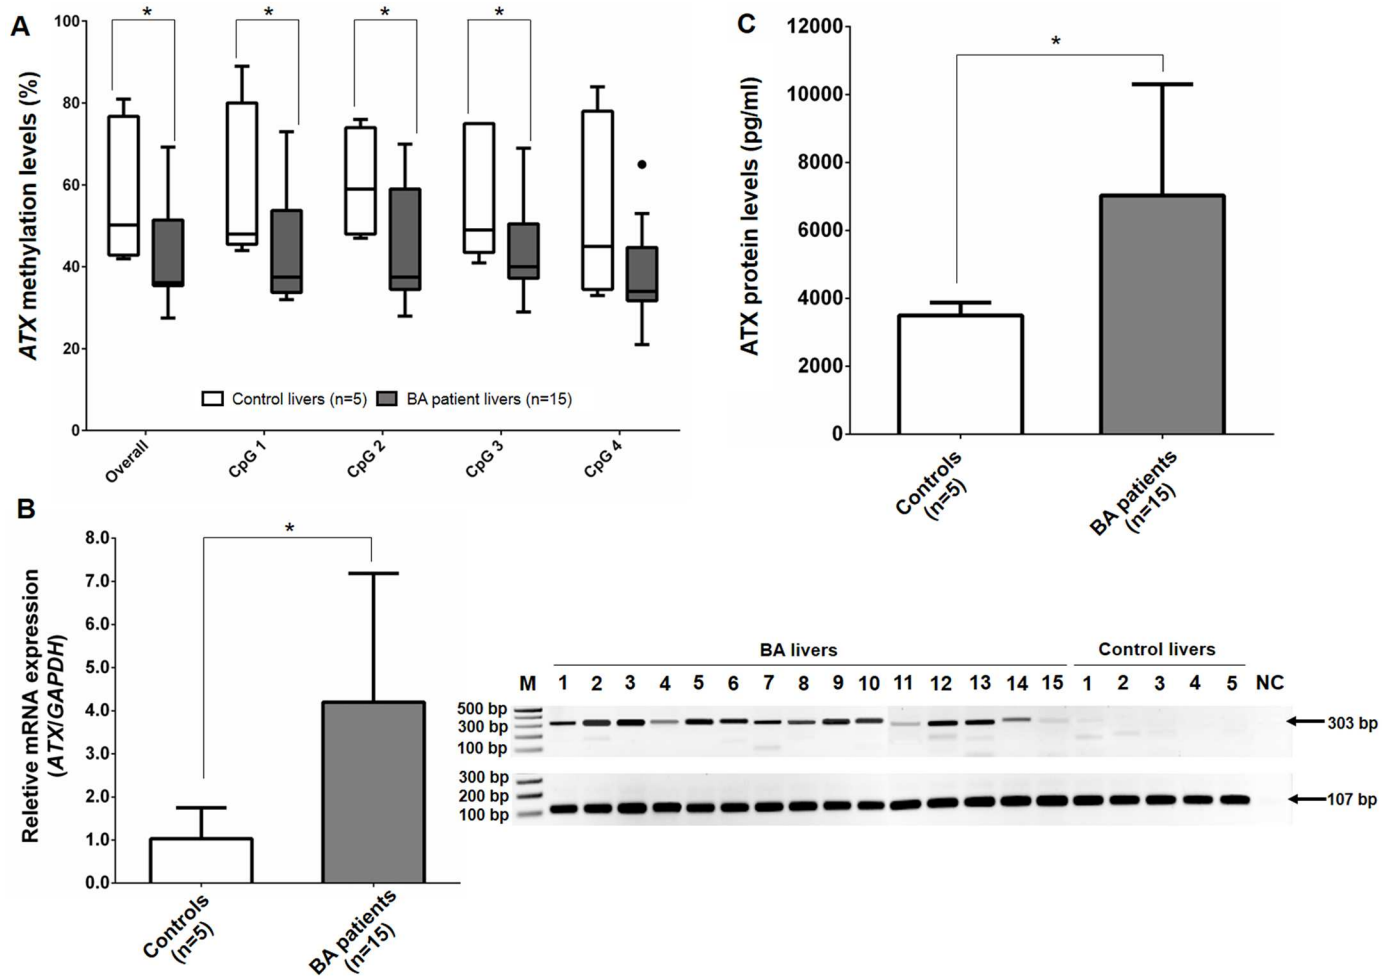 A
ATX methylation levels (%)
100
80
60
40
20
0
* * * *
Control livers (n=5) BA patient livers (n=15)
Overall CpG 1 CpG 2 CpG 3 CpG 4
C
ATX protein levels (pg/ml)
12000
10000
8000
6000
4000
2000
0
*
Controls
(n=5)
BA patients
(n=15)
B
Reletive mRNA expression
(ATX/GAPDH)
8.0
7.0
6.0
5.0
4.0
3.0
2.0
1.0
0.0
*
Controls
(n=5)
BA patients
(n=15)
BA livers Control livers
M 1 2 3 4 5 6 7 8 9 10 11 12 13 14 15 1 2 3 4 5 NC
500 bp
300 bp
100 bp
303 bp
300 bp
200 bp
100 bp
107 bp